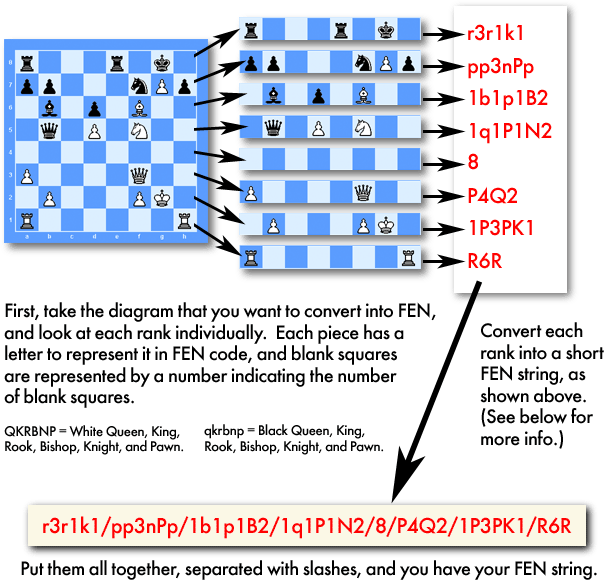 8
7
6
5
4
3
2
1
a b c d e f g h
r3r1k1
pp3nPp
1b1p1B2
1q1P1N2
8
P4Q2
1P3PK1
R6R
First, take the diagram that you want to convert into FEN,
and look at each rank individually.  Each piece has a
letter to represent it in FEN code, and blank squares
are represented by a number indicating the number
of blank squares.
QKRBNP = White Queen, King,
Rook, Bishop, Knight, and Pawn.
qkrbnp = Black Queen, King,
Rook, Bishop, Knight, and Pawn.
Convert each
rank into a short
FEN string, as
shown above.
(See below for
more info.)
r3r1k1/pp3nPp/1b1p1B2/1q1P1N2/8/P4Q2/1P3PK1/R6R
Put them all together, separated with slashes, and you have your FEN string.